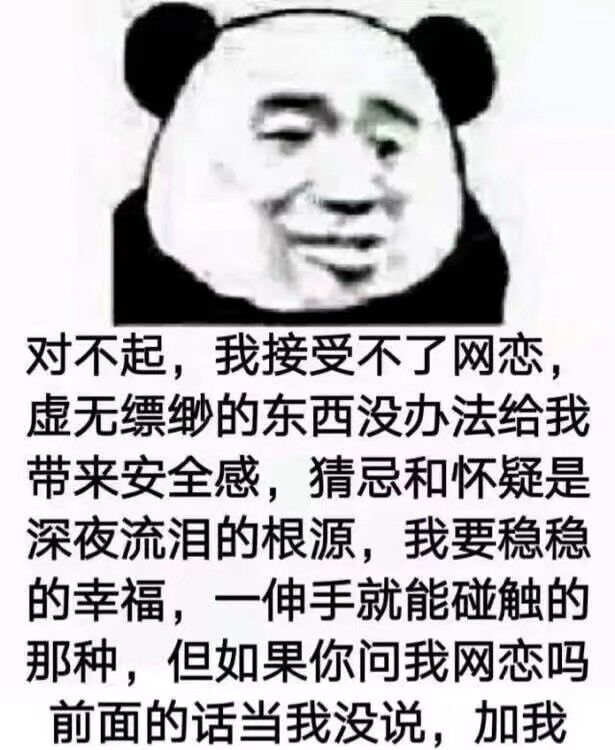 对不起，我接受不了网恋，
虚无缥缈的东西没办法给我
带来安全感，猜忌和怀疑是
深夜流泪的根源，我要稳稳
的幸福，一伸手就能碰触的
那种，但如果你问我网恋吗
前面的话当我没说，加我